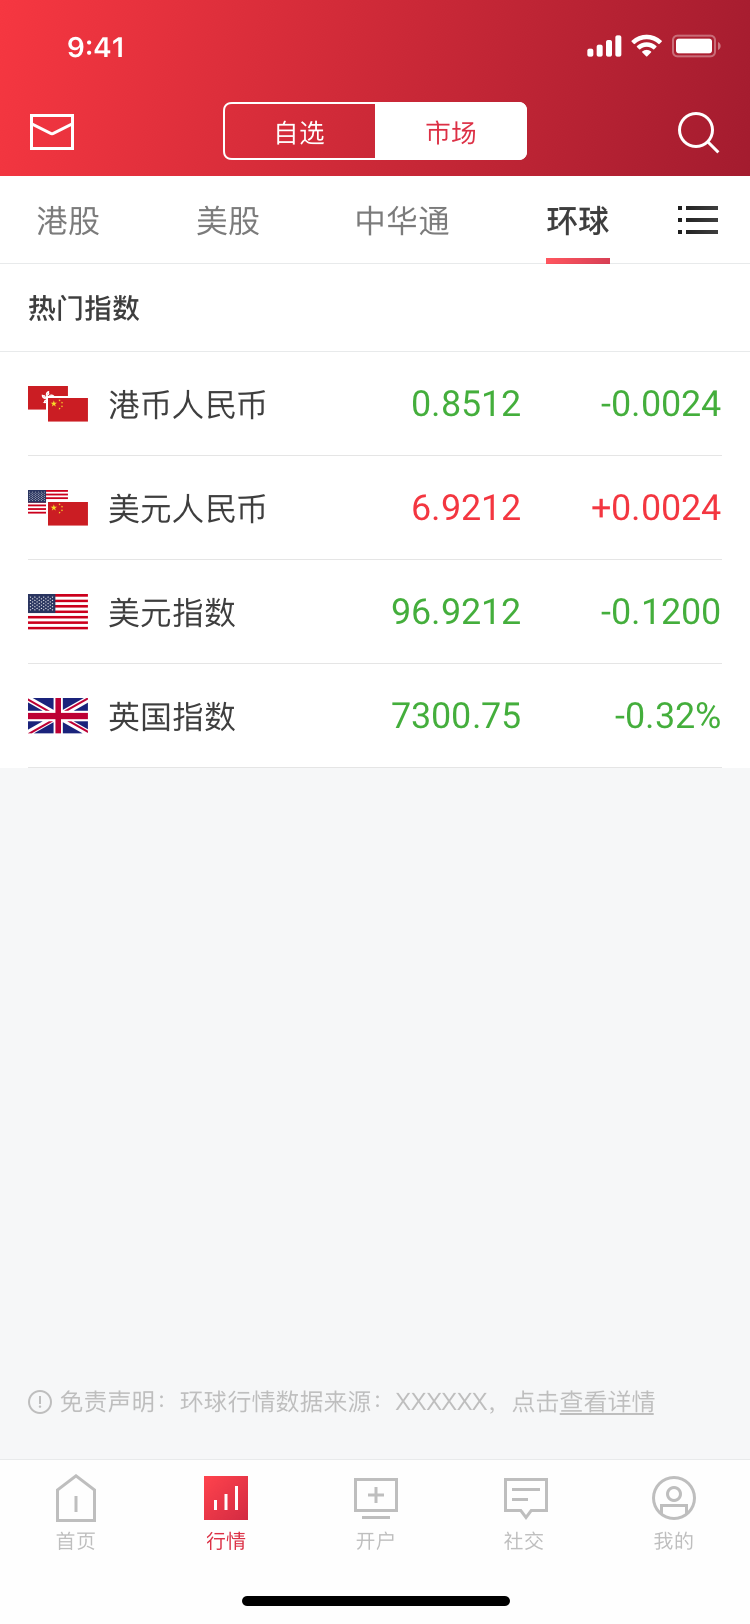 9:41
自选 市场
港股 美股 中华通 环球
热门指数
港币人民币 0.8512 -0.0024
美元人民币 6.9212 +0.0024
美元指数 96.9212 -0.1200
英国指数 7300.75 -0.32%
免责声明：环球行情数据来源：XXXXXX，点击查看详情
首页 行情 开户 社交 我的